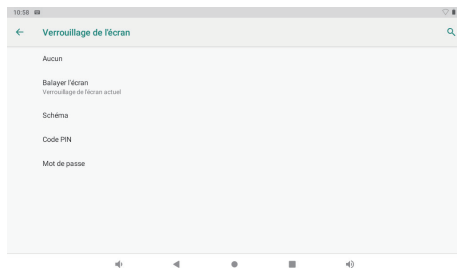 10:58
Verrouillage de l'écran
Aucun
Balayer l'écran
Verrouillage de l'écran actuel
Schéma
Code PIN
Mot de passe